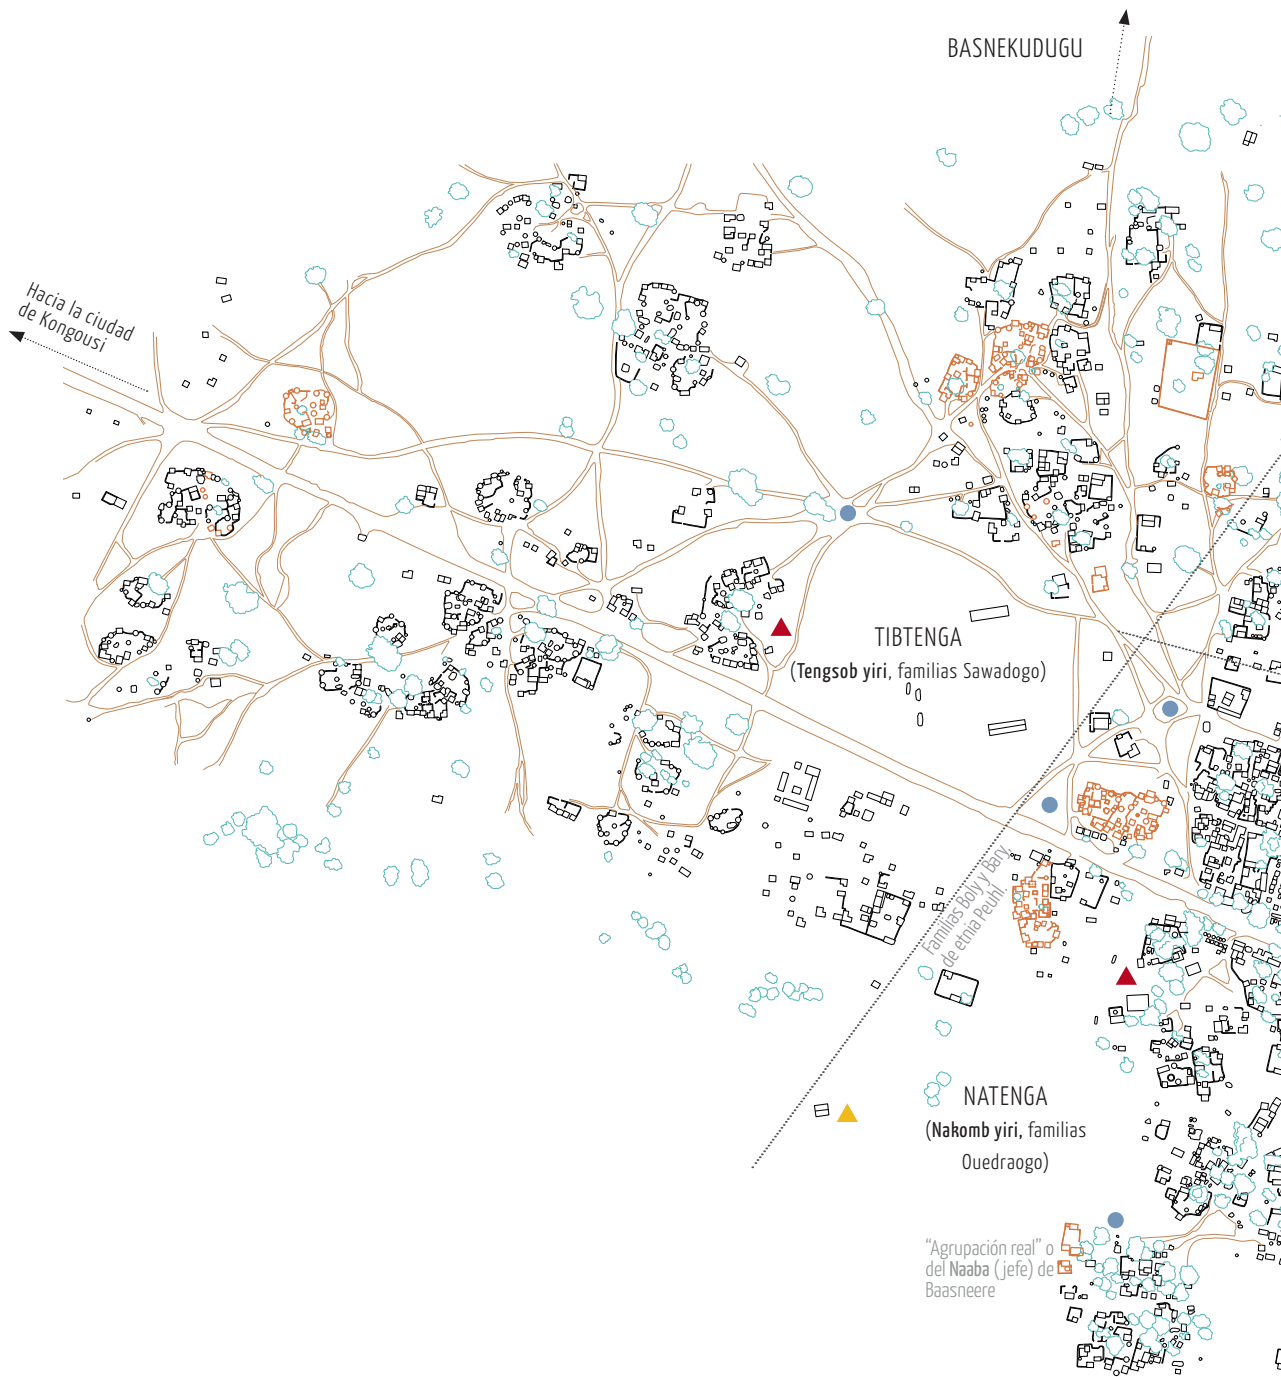 BASNEKUDUGU
Hacia la ciudad
de Kongousi
TIBTENGA
(Tengsob yiri, familias Sawadogo)
Familias Boly y Bary,
de etnia Peuhl.
NATENGA
(Nakomb yiri, familias
Ouedraogo)
“Agrupación real” o
del Naaba (jefe) de
Baasneere